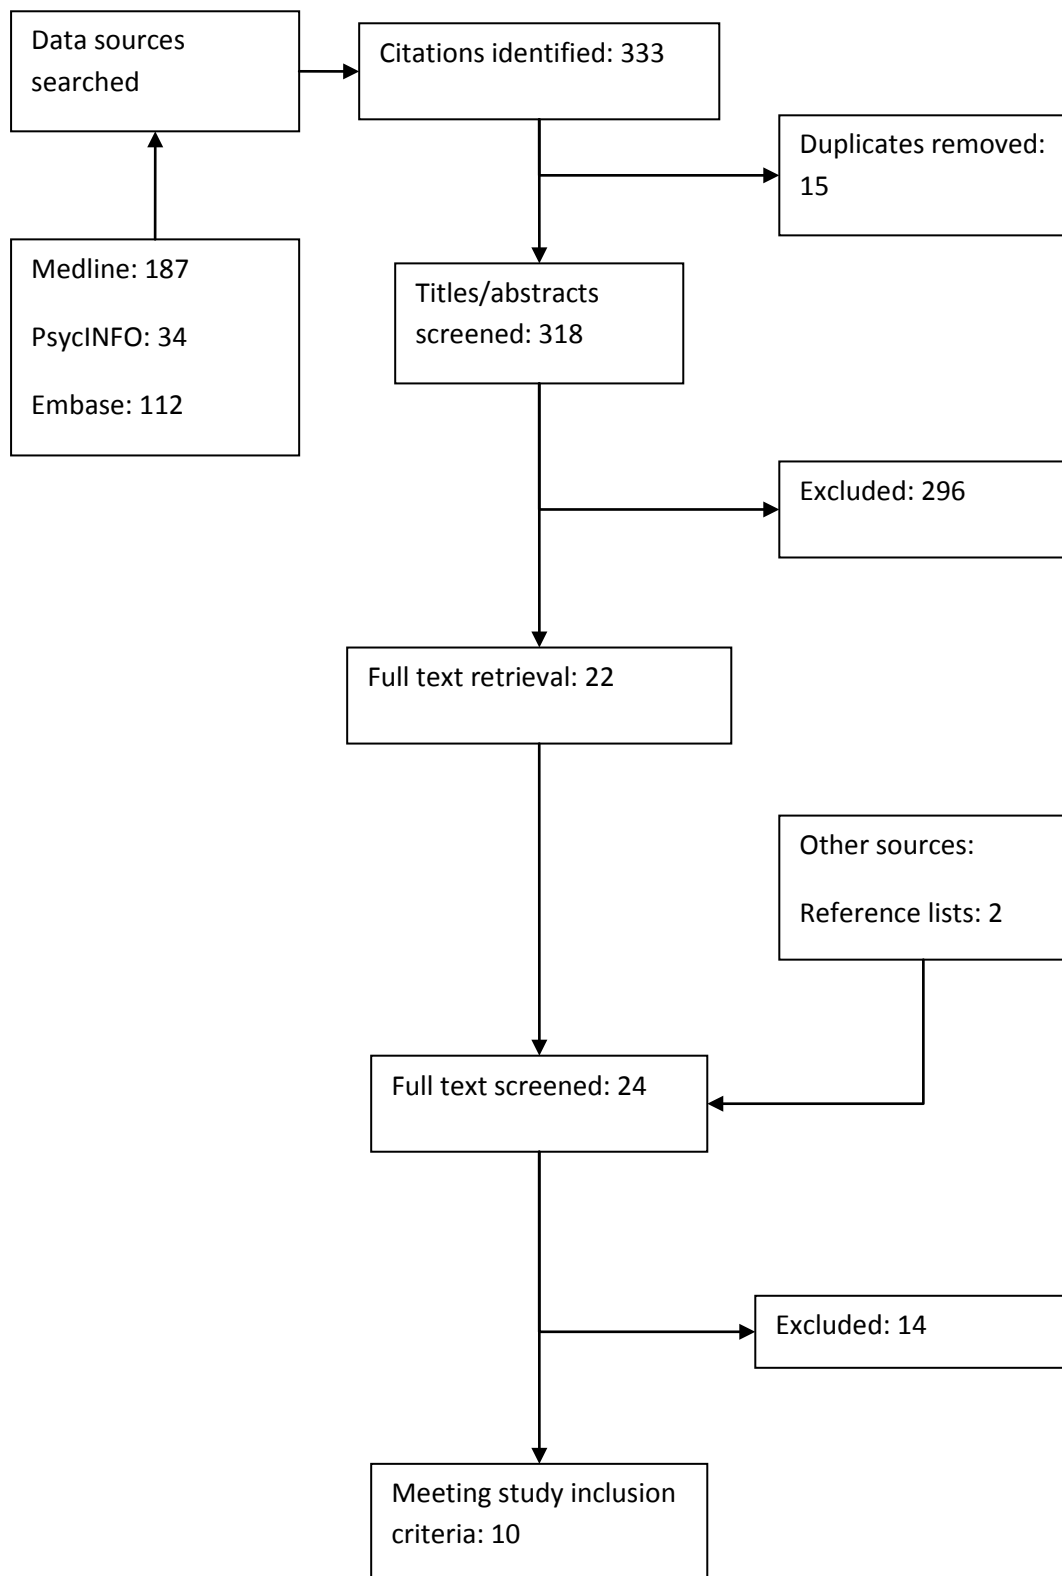 Data sources
searched
Citations identified: 333
Duplicates removed:
15
Medline: 187
PsycINFO: 34
Embase: 112
Titles/abstracts
screened: 318
Excluded: 296
Full text retrieval: 22
Other sources:
Reference lists: 2
Full text screened: 24
Excluded: 14
Meeting study inclusion
criteria: 10